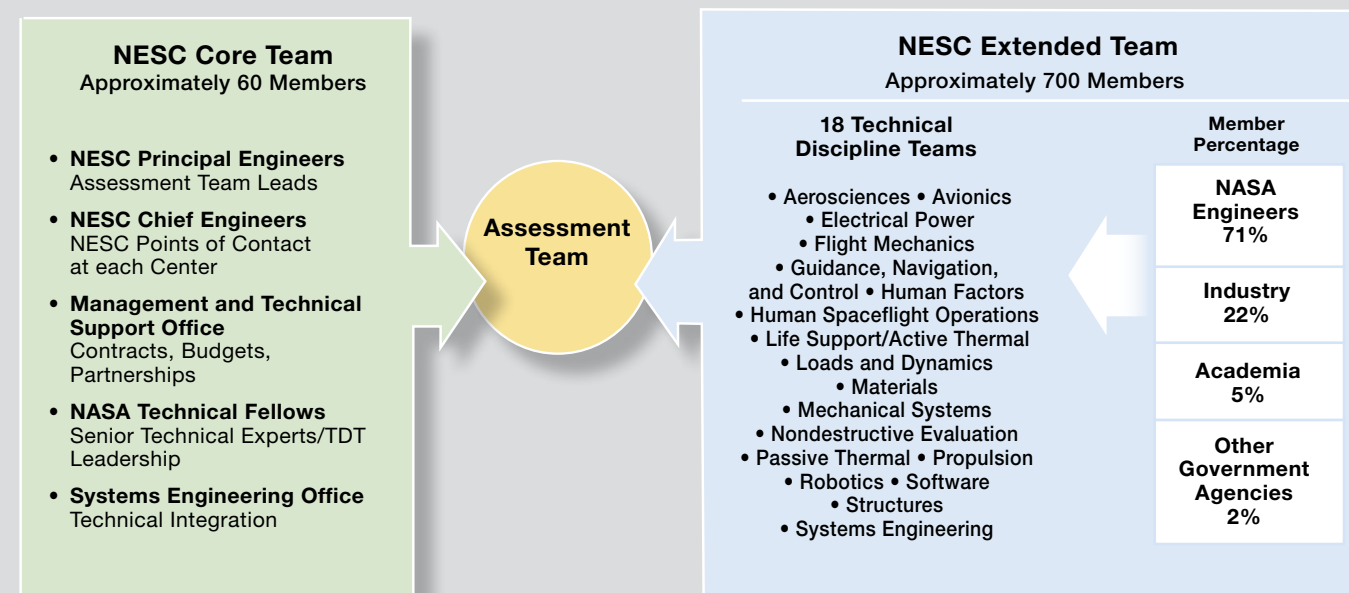 NESC Core Team
Approximately 60 Members
• NESC Principal Engineers
Assessment Team Leads
• NESC Chief Engineers
NESC Points of Contact
at each Center
• Management and Technical
Support Office
Contracts, Budgets,
Partnerships
• NASA Technical Fellows
Senior Technical Experts/TDT
Leadership
• Systems Engineering Office
Technical Integration
Assessment
Team
NESC Extended Team
Approximately 700 Members
18 Technical
Discipline Teams
• Aerosciences • Avionics
• Electrical Power
• Flight Mechanics
• Guidance, Navigation,
and Control • Human Factors
• Human Spaceflight Operations
• Life Support/Active Thermal
• Loads and Dynamics
• Materials
• Mechanical Systems
• Nondestructive Evaluation
• Passive Thermal • Propulsion
• Robotics • Software
• Structures
• Systems Engineering
Member
Percentage
NASA
Engineers
71%
Industry
22%
Academia
5%
Other
Government
Agencies
2%